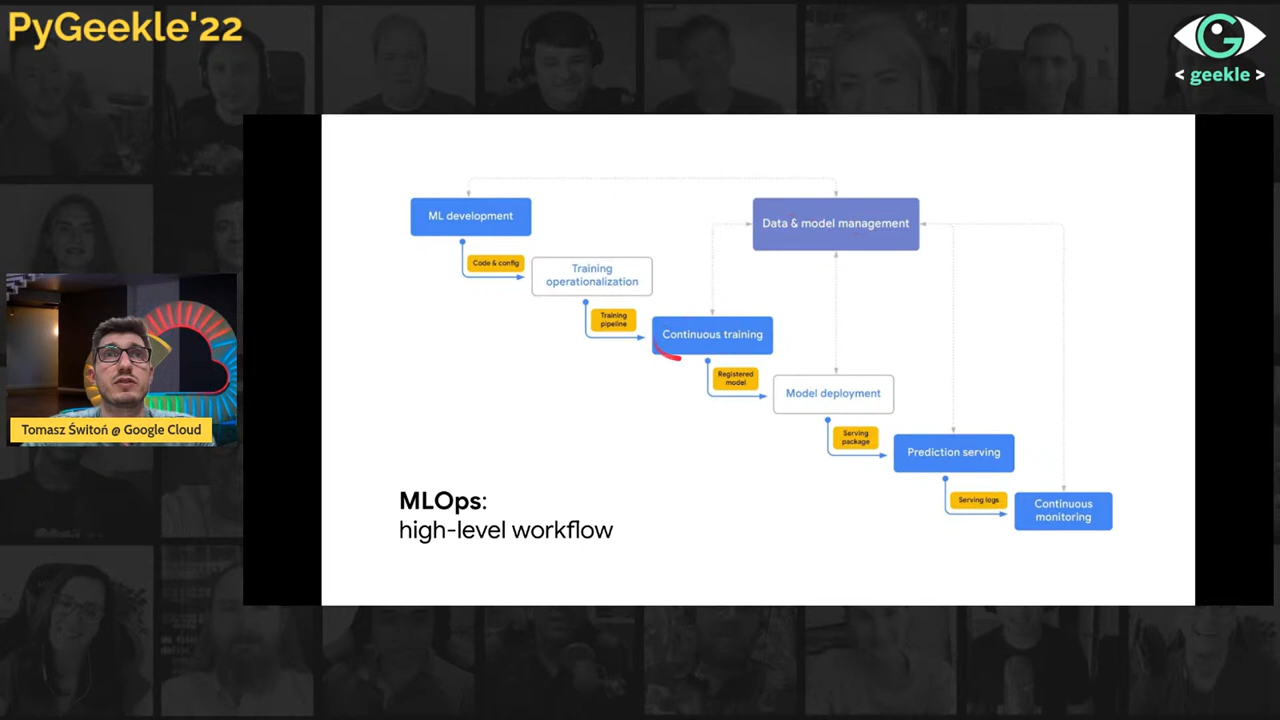 PyGeekle'22
< geekle >
ML development
Data & model management
Code & config
Training
operationalization
Training
pipeline
Continuous training
Registered
model
Model deployment
Serving
package
Prediction serving
Serving logs
Continuous
monitoring
MLOps:
high-level workflow
Tomasz Świtoń @ Google Cloud